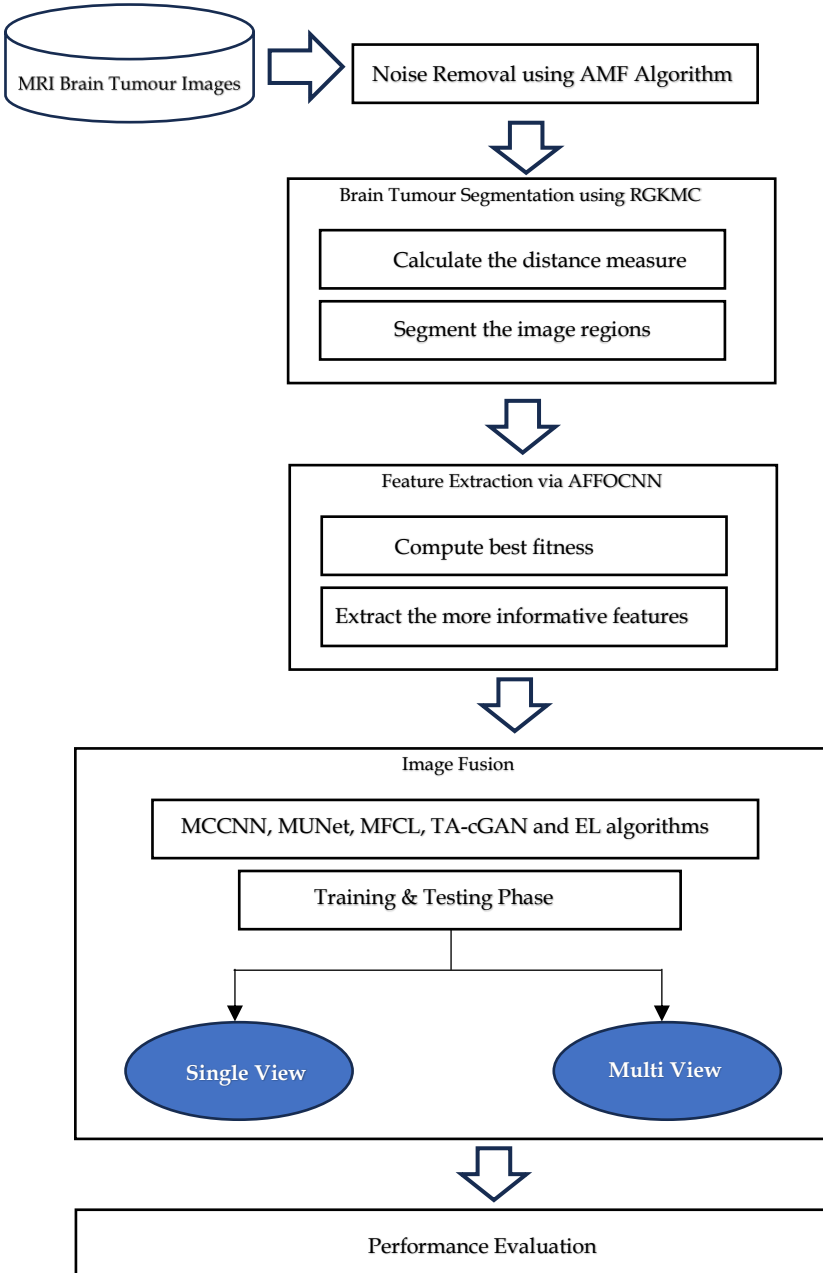 MRI Brain Tumour Images
Noise Removal using AMF Algorithm
Brain Tumour Segmentation using RGKMC
Calculate the distance measure
Segment the image regions
Feature Extraction via AFFOCNN
Compute best fitness
Extract the more informative features
Image Fusion
MCCNN, MUNet, MFCL, TA-cGAN and EL algorithms
Training & Testing Phase
Single View
Multi View
Performance Evaluation